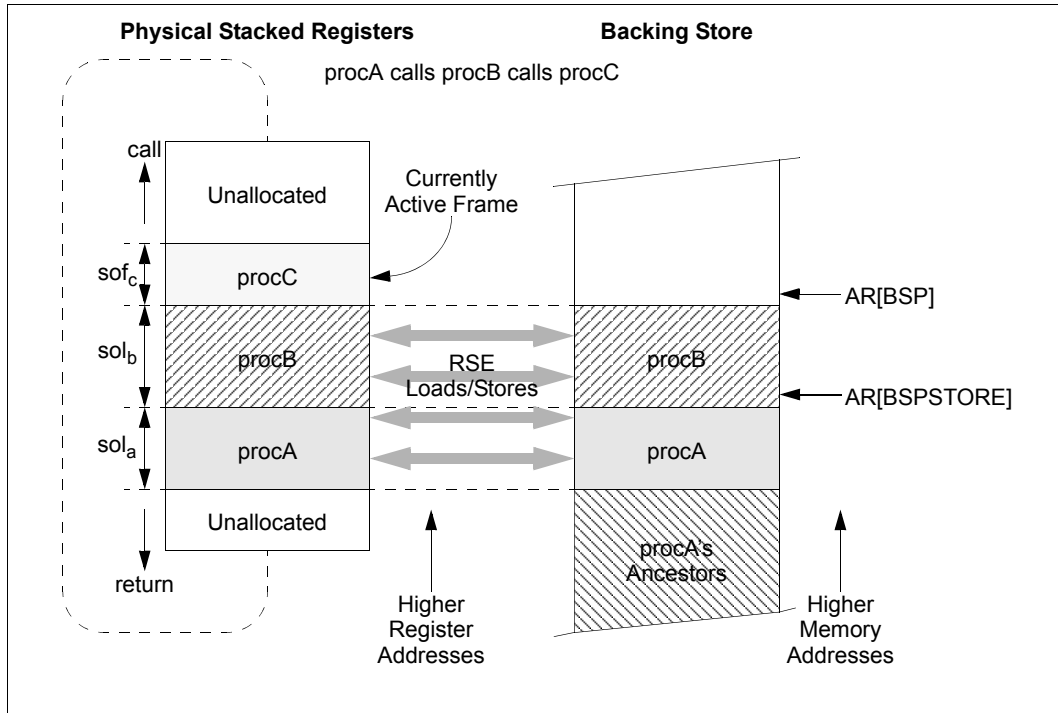 Physical Stacked Registers
Backing Store
procA calls procB calls procC
call
Unallocated
Currently
Active Frame
sofc
procC
AR[BSP]
solb
procB
RSE
Loads/Stores
procB
AR[BSPSTORE]
sola
procA
procA
Unallocated
procA's
Ancestors
return
Higher
Register
Addresses
Higher
Memory
Addresses